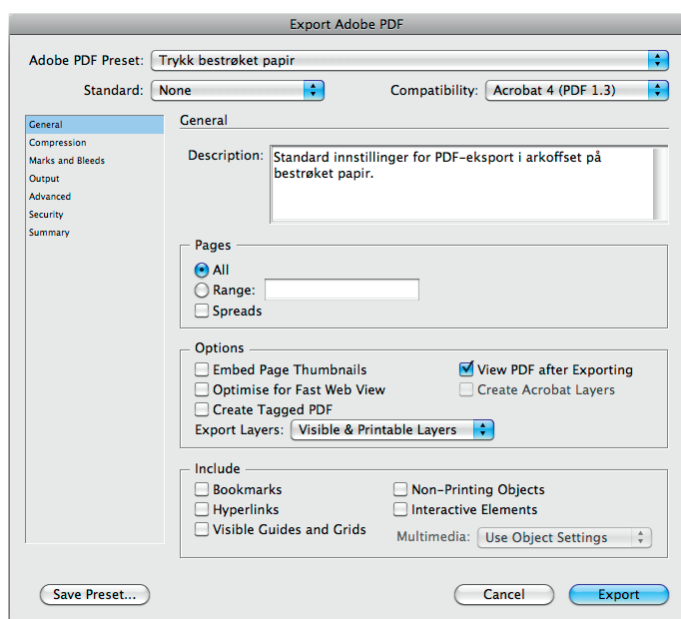 Export Adobe PDF
Adobe PDF Preset: Trykk bestrøket papir
Standard: None Compatibility: Acrobat 4 (PDF 1.3)
General
Compression
Marks and Bleeds
Output
Advanced
Security
Summary
General
Description: Standard innstillinger for PDF-eksport i arkoffset på
bestrøket papir.
Pages
All
Range:
Spreads
Options
Embed Page Thumbnails View PDF after Exporting
Optimise for Fast Web View Create Acrobat Layers
Create Tagged PDF
Export Layers: Visible & Printable Layers
Include
Bookmarks Non-Printing Objects
Hyperlinks Interactive Elements
Visible Guides and Grids Multimedia: Use Object Settings
Save Preset... Cancel Export